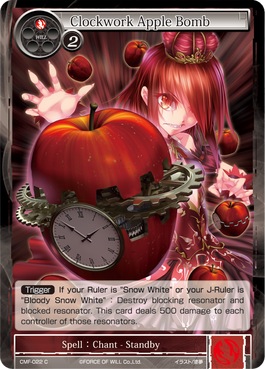 Clockwork Apple Bomb
WILL
2
Trigger If your Ruler is "Snow White" or your J-Ruler is
"Bloody Snow White" : Destroy blocking resonator and
blocked resonator. This card deals 500 damage to each
controller of those resonators.
Spell : Chant - Standby
CMF-022 C
©FORCE OF WILL Co.,Ltd.